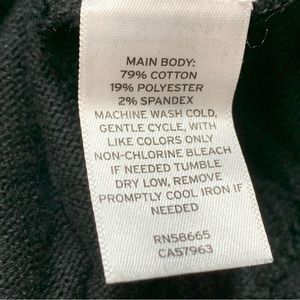 MAIN BODY:
79% COTTON
19% POLYESTER
2% SPANDEX
MACHINE WASH COLD,
GENTLE CYCLE, WITH
LIKE COLORS ONLY
NON-CHLORINE BLEACH
IF NEEDED TUMBLE
DRY LOW, REMOVE
PROMPTLY COOL IRON IF
NEEDED
RN58665
CA57963